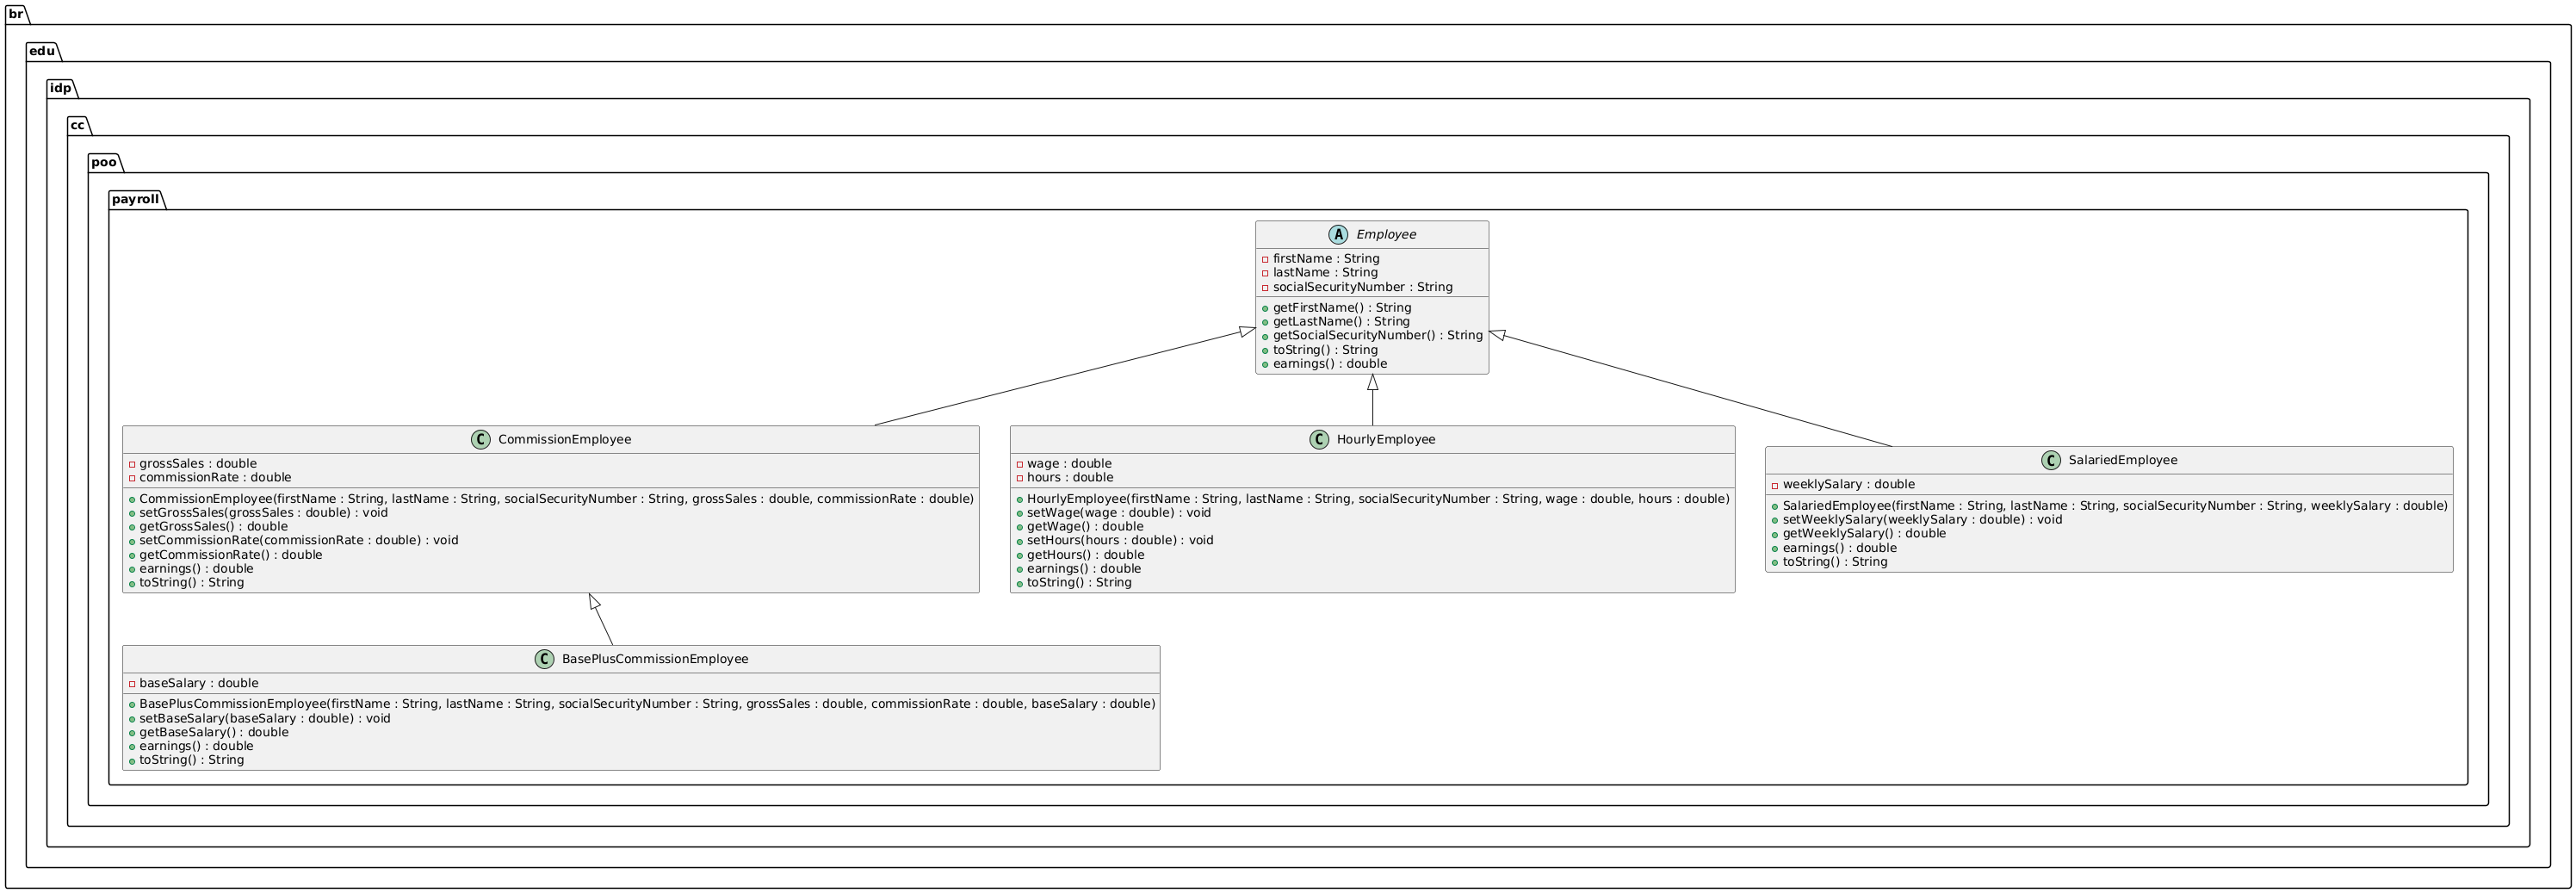 br
edu
idp
cc
poo
payroll
A Employee
firstName : String
lastName : String
socialSecurityNumber : String
getFirstName() : String
getLastName() : String
getSocialSecurityNumber() : String
toString() : String
earnings() : double
C CommissionEmployee
grossSales : double
commissionRate : double
CommissionEmployee(firstName : String, lastName : String, socialSecurityNumber : String, grossSales : double, commissionRate : double)
setGrossSales(grossSales : double) : void
getGrossSales() : double
setCommissionRate(commissionRate : double) : void
getCommissionRate() : double
earnings() : double
toString() : String
C HourlyEmployee
wage : double
hours : double
HourlyEmployee(firstName : String, lastName : String, socialSecurityNumber : String, wage : double, hours : double)
setWage(wage : double) : void
getWage() : double
setHours(hours : double) : void
getHours() : double
earnings() : double
toString() : String
C SalariedEmployee
weeklySalary : double
SalariedEmployee(firstName : String, lastName : String, socialSecurityNumber : String, weeklySalary : double)
setWeeklySalary(weeklySalary : double) : void
getWeeklySalary() : double
earnings() : double
toString() : String
C BasePlusCommissionEmployee
baseSalary : double
BasePlusCommissionEmployee(firstName : String, lastName : String, socialSecurityNumber : String, grossSales : double, commissionRate : double, baseSalary : double)
setBaseSalary(baseSalary : double) : void
getBaseSalary() : double
earnings() : double
toString() : String